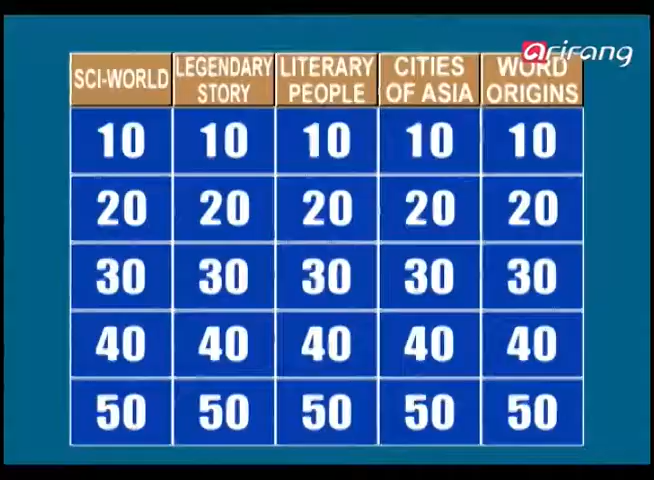 arirang
SCI-WORLD LEGENDARY STORY LITERARY PEOPLE CITIES OF ASIA WORD ORIGINS
10 10 10 10 10
20 20 20 20 20
30 30 30 30 30
40 40 40 40 40
50 50 50 50 50